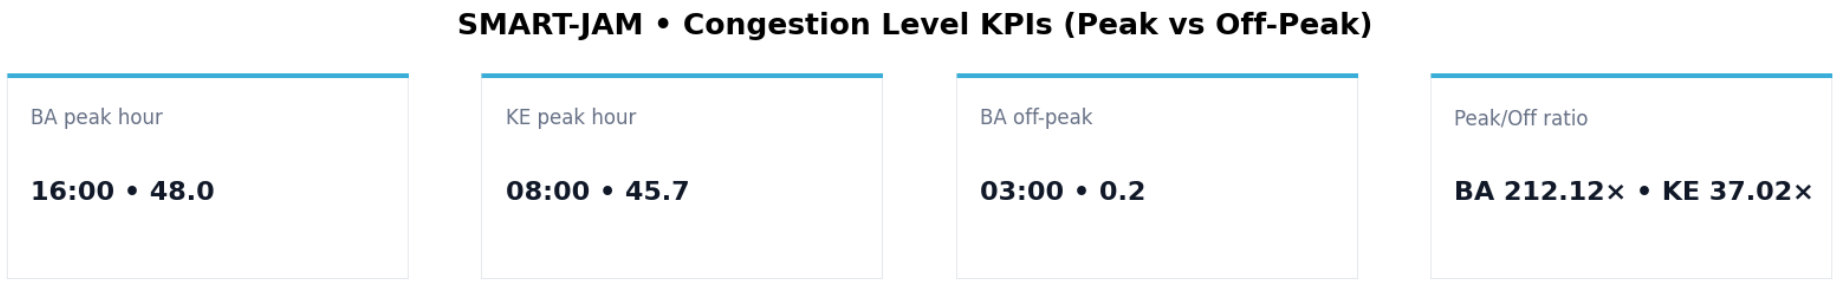 SMART-JAM • Congestion Level KPIs (Peak vs Off-Peak)
BA peak hour
16:00 • 48.0
KE peak hour
08:00 • 45.7
BA off-peak
03:00 • 0.2
Peak/Off ratio
BA 212.12× • KE 37.02×